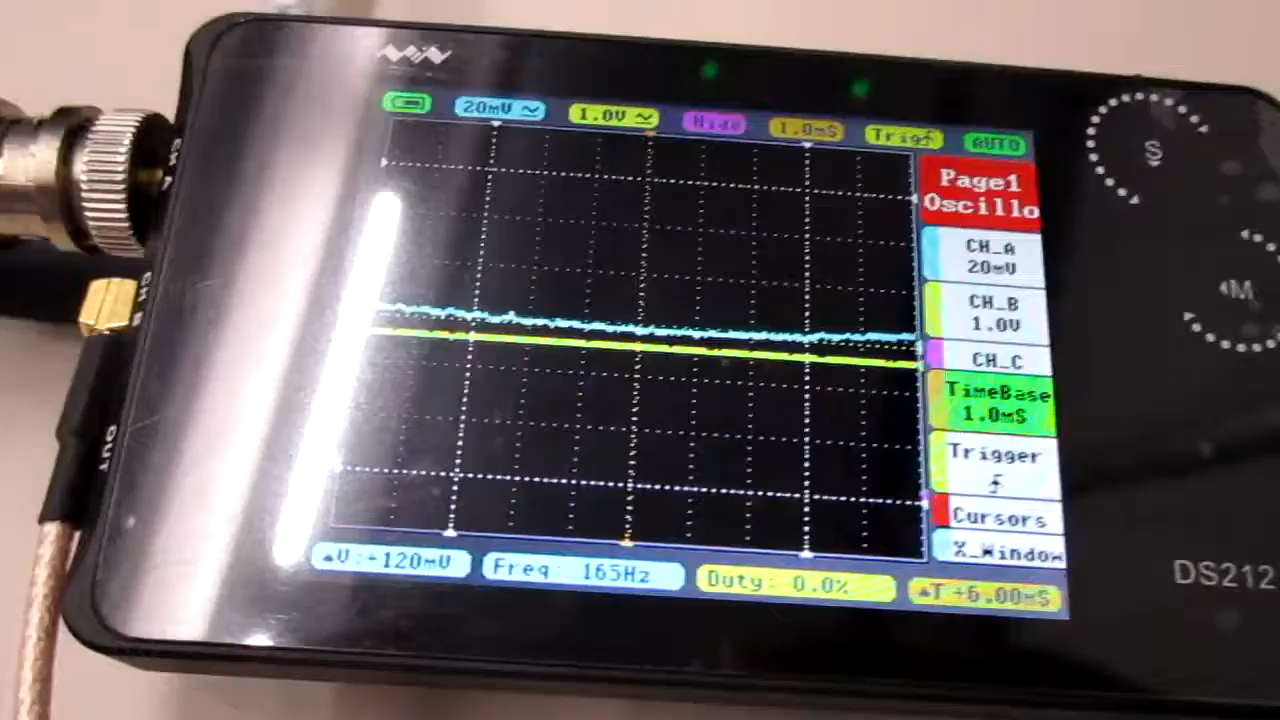 20mV
1.0V
Hide
1.0mS
Trig
AUTO
Page1
Oscillo
CH_A
20mV
CH_B
1.0V
CH_C
TimeBase
1.0mS
Trigger
Cursors
X_Window
▲V:+120mV
Freq: 165Hz
Duty: 0.0%
▲T +6.00mS
CH A
OUT
S
M
DS212